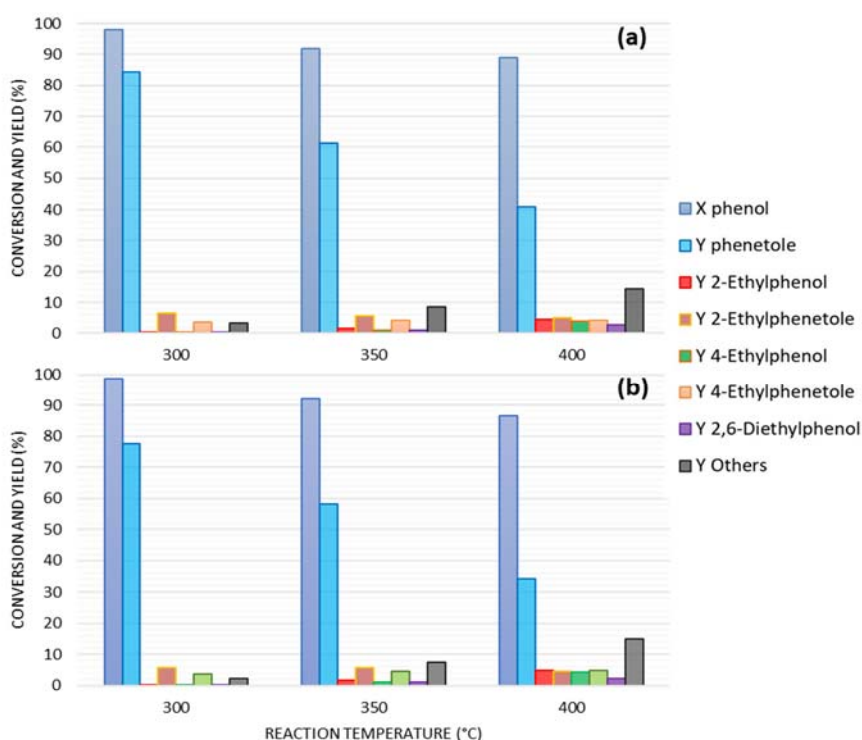 100
(a)
90
80
70
60
50
40
30
20
10
0
CONVERSION AND YIELD (%)
300
350
400
100
(b)
90
80
70
60
50
40
30
20
10
0
CONVERSION AND YIELD (%)
300
350
400
REACTION TEMPERATURE (°C)
X phenol
Y phenetole
Y 2-Ethylphenol
Y 2-Ethylphenetole
Y 4-Ethylphenol
Y 4-Ethylphenetole
Y 2,6-Diethylphenol
Y Others